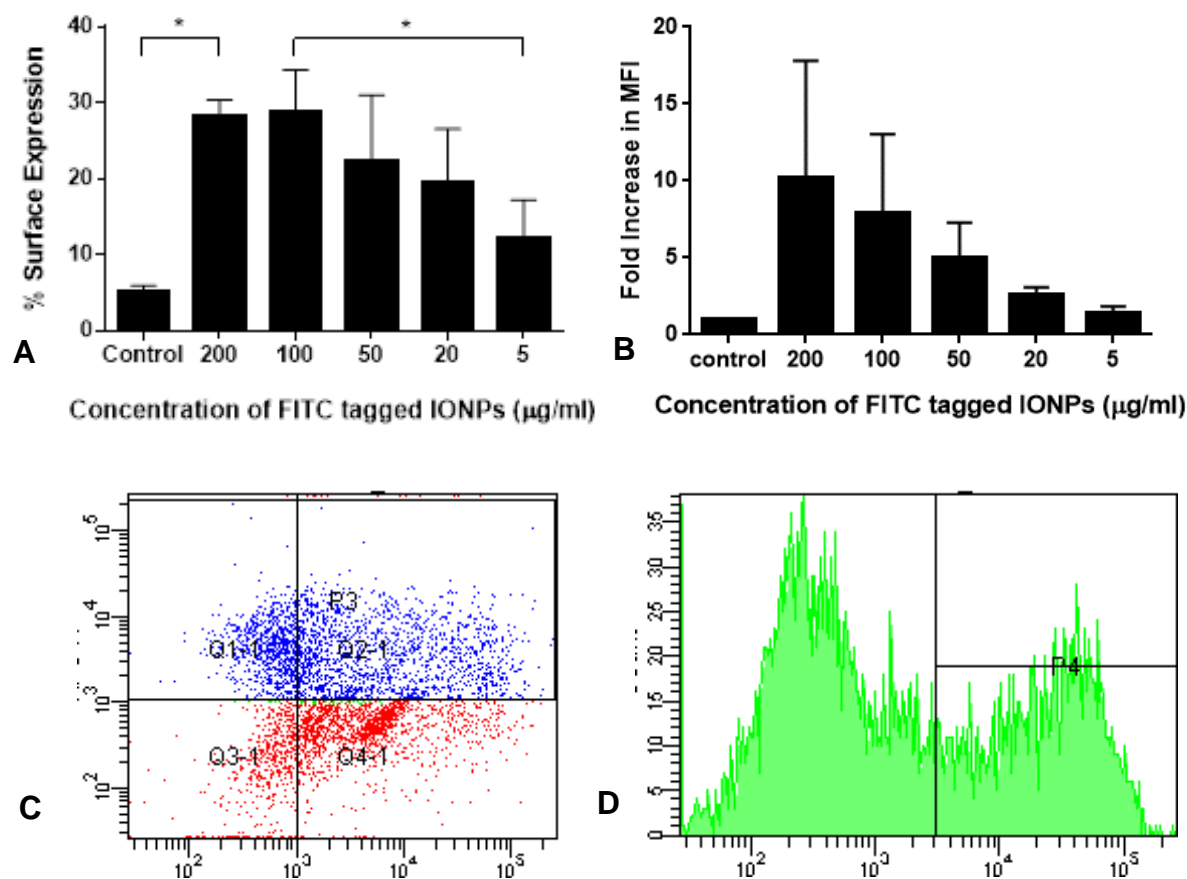 40
30
20
10
0
% Surface Expression
*
*
Control 200 100 50 20 5
A
Concentration of FITC tagged IONPs (µg/ml)
20
15
10
5
0
Fold Increase in MFI
control 200 100 50 20 5
B
Concentration of FITC tagged IONPs (µg/ml)
10^5
10^4
10^3
10^2
P3
Q1-1
Q2-1
Q3-1
Q4-1
10^2 10^3 10^4 10^5
C
35
30
25
20
15
10
5
0
P4
10^2 10^3 10^4 10^5
D